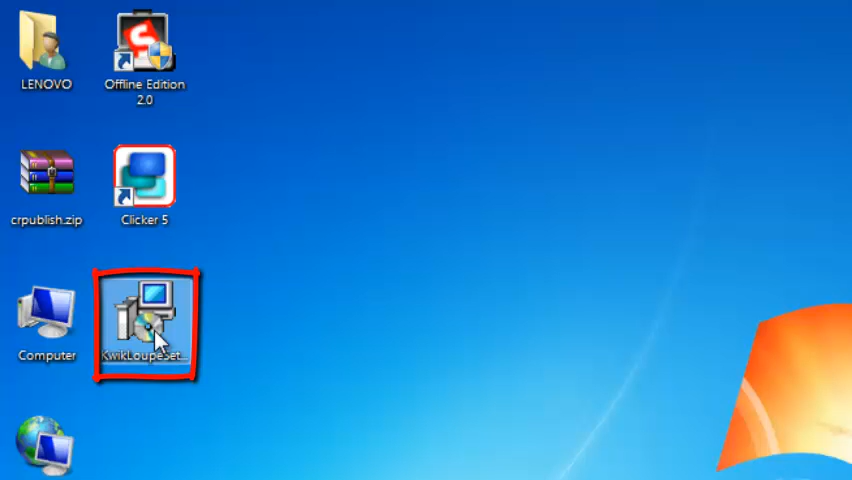 LENOVO
Offline Edition
2.0
crpublish.zip
Clicker 5
Computer
KwikLoupeSet...